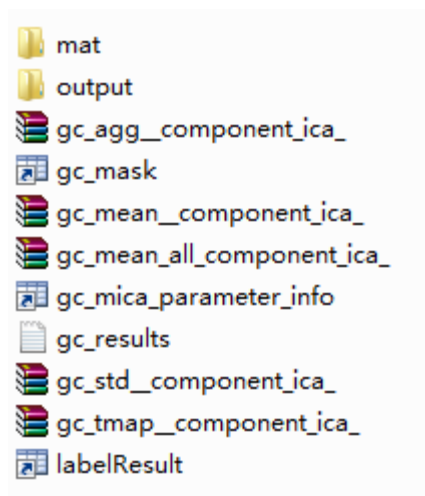 mat
output
gc_agg__component_ica_
gc_mask
gc_mean__component_ica_
gc_mean_all_component_ica_
gc_mica_parameter_info
gc_results
gc_std__component_ica_
gc_tmap__component_ica_
labelResult